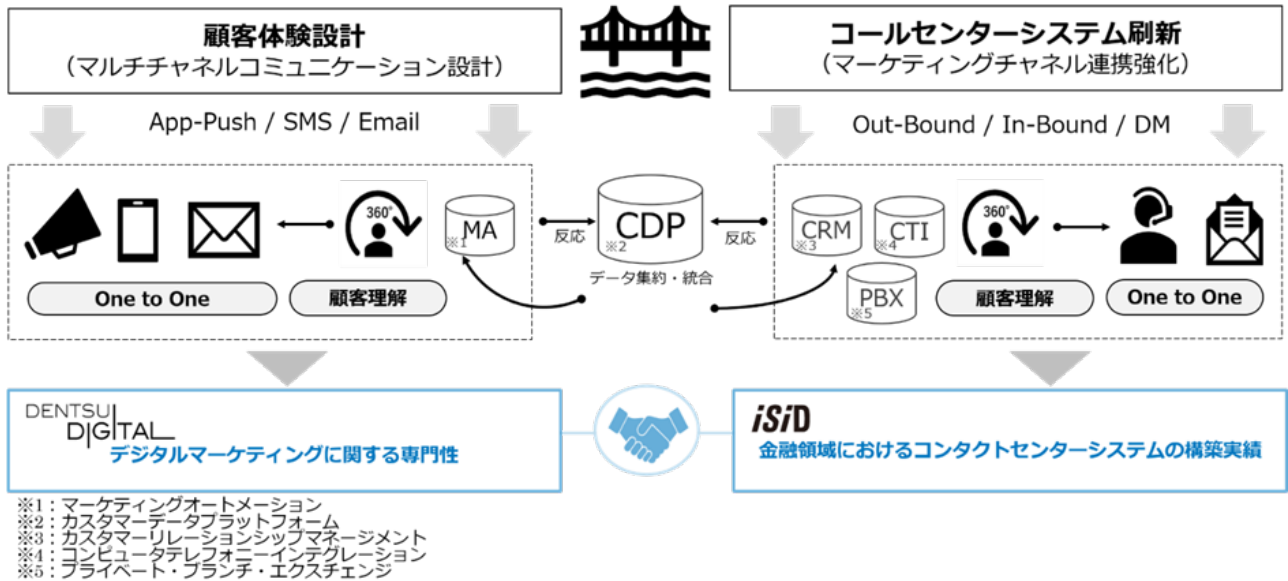 顧客体験設計
（マルチチャネルコミュニケーション設計）
コールセンターシステム刷新
（マーケティングチャネル連携強化）
App-Push / SMS / Email
Out-Bound / In-Bound / DM
360°
MA
※1
反応
CDP
※2
データ集約・統合
反応
CRM
※3
CTI
※4
PBX
※5
360°
One to One
顧客理解
顧客理解
One to One
DENTSU
DIGITAL
デジタルマーケティングに関する専門性
iSiD
金融領域におけるコンタクトセンターシステムの構築実績
※1：マーケティングオートメーション
※2：カスタマーデータプラットフォーム
※3：カスタマーリレーションシップマネージメント
※4：コンピュータテレフォニーインテグレーション
※5：プライベート・ブランチ・エクスチェンジ